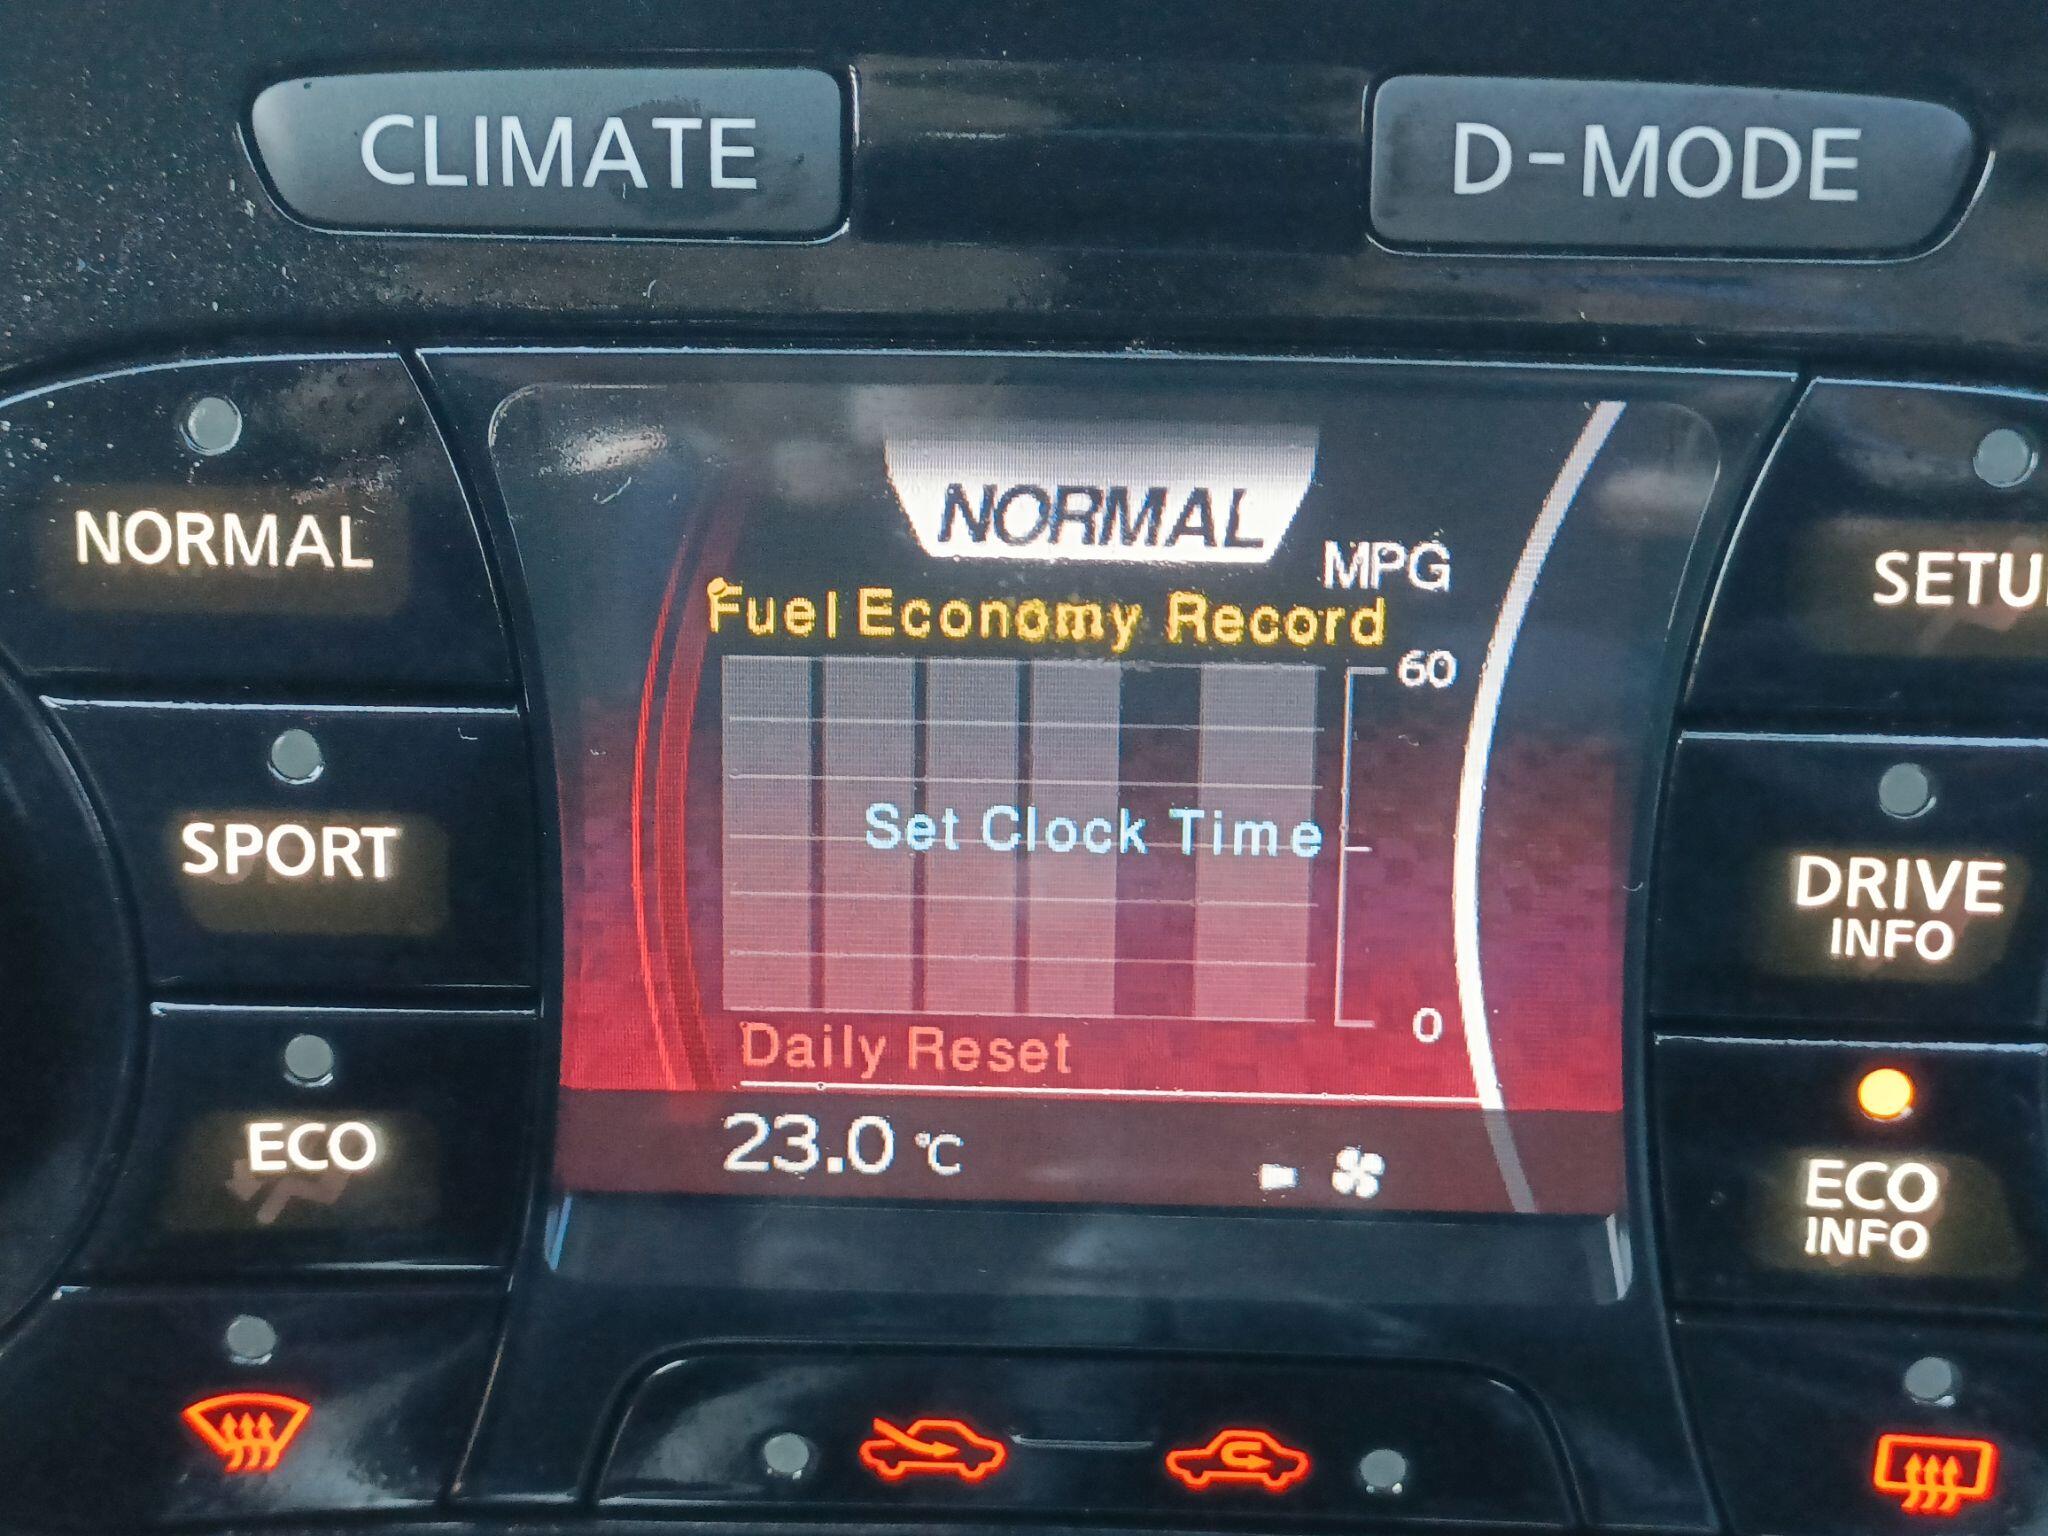 CLIMATE
D-MODE
NORMAL
NORMAL
MPG
Fuel Economy Record
60
SPORT
Set Clock Time
DRIVE
INFO
0
Daily Reset
ECO
23.0 °C
ECO
INFO